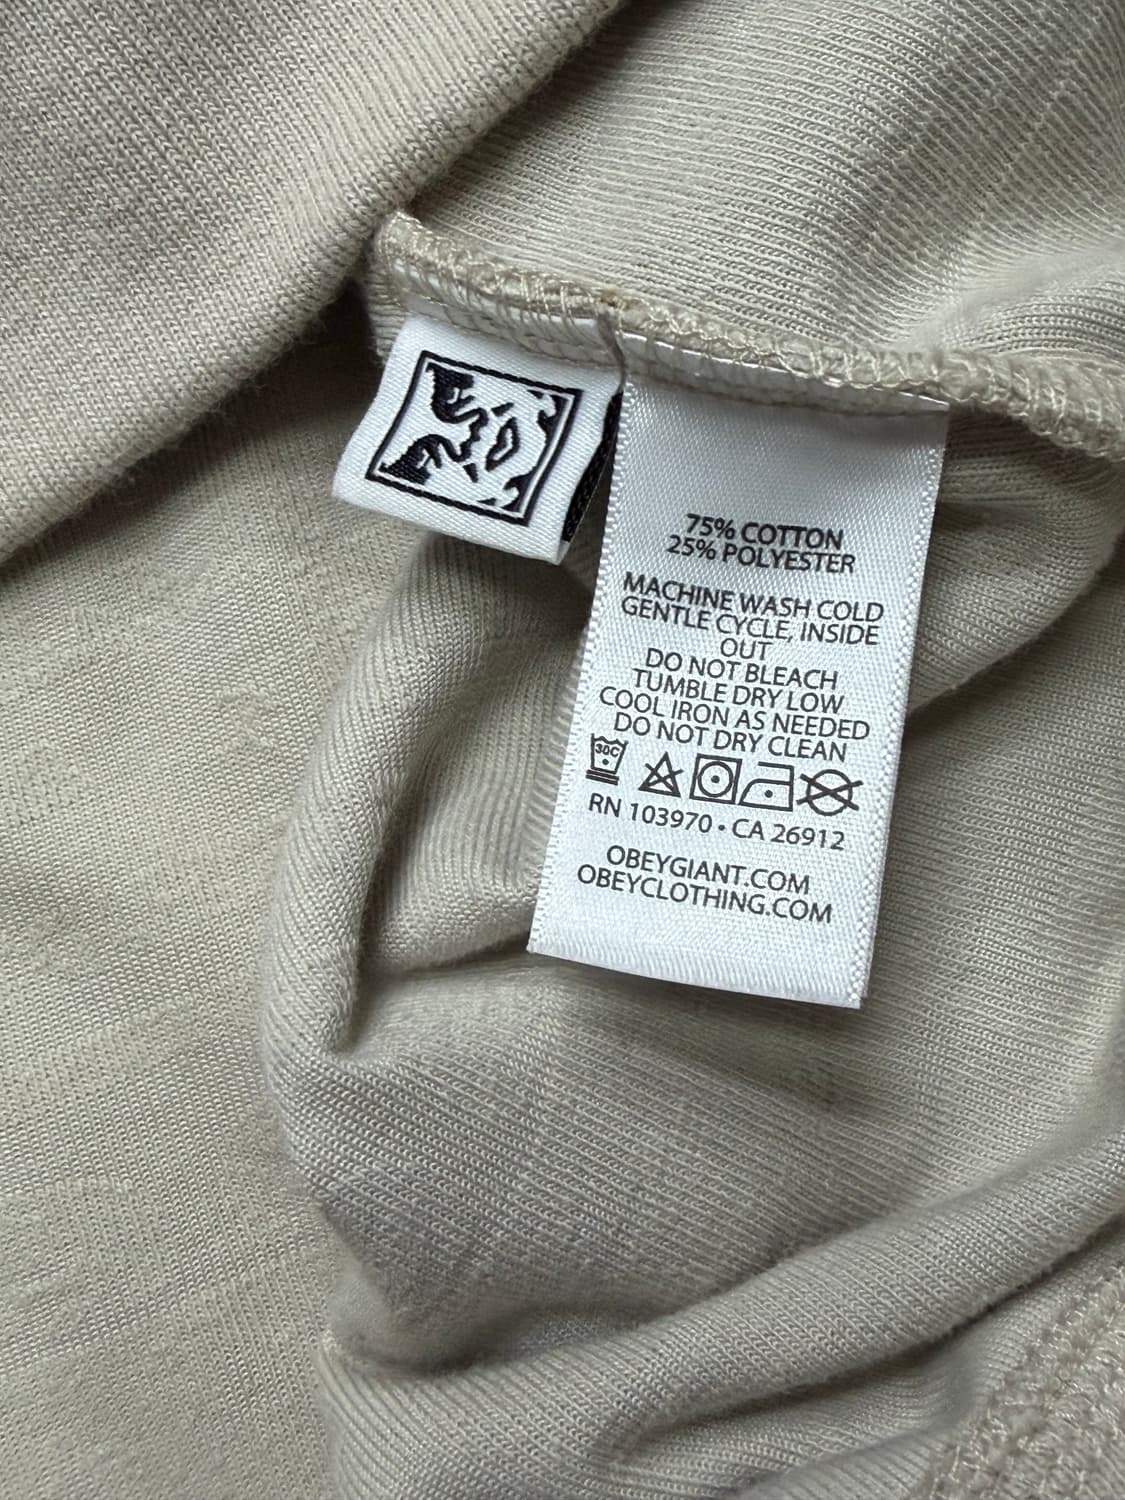 75% COTTON
25% POLYESTER
MACHINE WASH COLD
GENTLE CYCLE, INSIDE
OUT
DO NOT BLEACH
TUMBLE DRY LOW
COOL IRON AS NEEDED
DO NOT DRY CLEAN
30C
RN 103970 • CA 26912
OBEYGIANT.COM
OBEYCLOTHING.COM